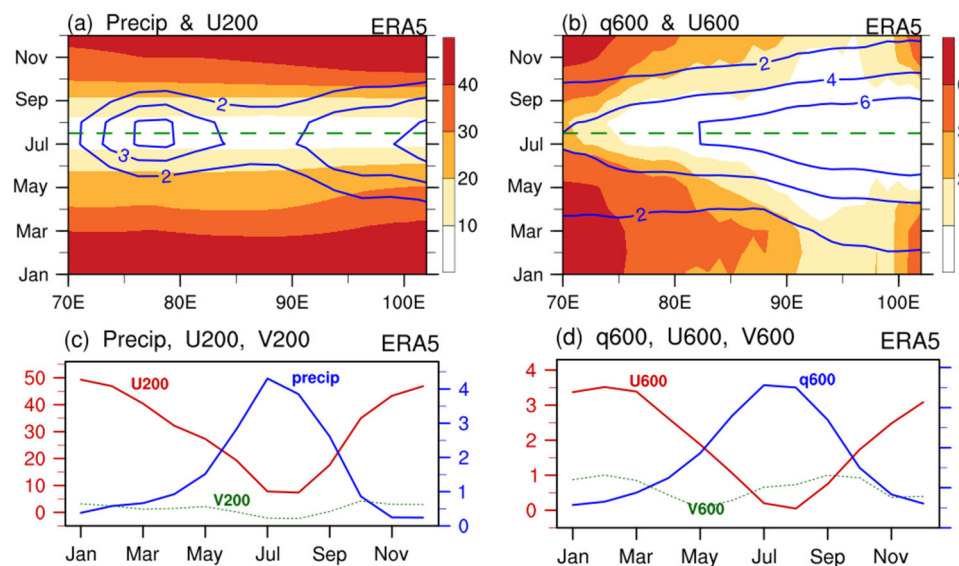 (a) Precip & U200 ERA5
Nov
Sep
Jul
May
Mar
Jan
70E 80E 90E 100E
2
3
2
40
30
20
10
(b) q600 & U600 ERA5
Nov
Sep
Jul
May
Mar
Jan
70E 80E 90E 100E
2
4
6
2
(c) Precip, U200, V200 ERA5
50
40
30
20
10
0
U200
precip
V200
4
3
2
1
0
Jan Mar May Jul Sep Nov
(d) q600, U600, V600 ERA5
4
3
2
1
0
U600
q600
V600
Jan Mar May Jul Sep Nov